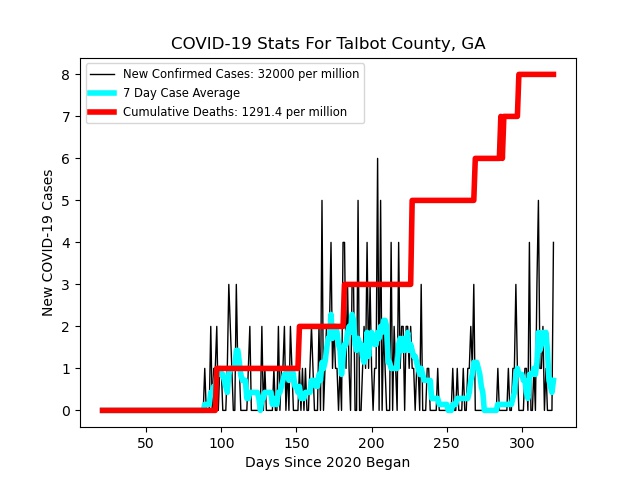 COVID-19 Stats For Talbot County, GA
New Confirmed Cases: 32000 per million
7 Day Case Average
Cumulative Deaths: 1291.4 per million
New COVID-19 Cases
8
7
6
5
4
3
2
1
0
50 100 150 200 250 300
Days Since 2020 Began